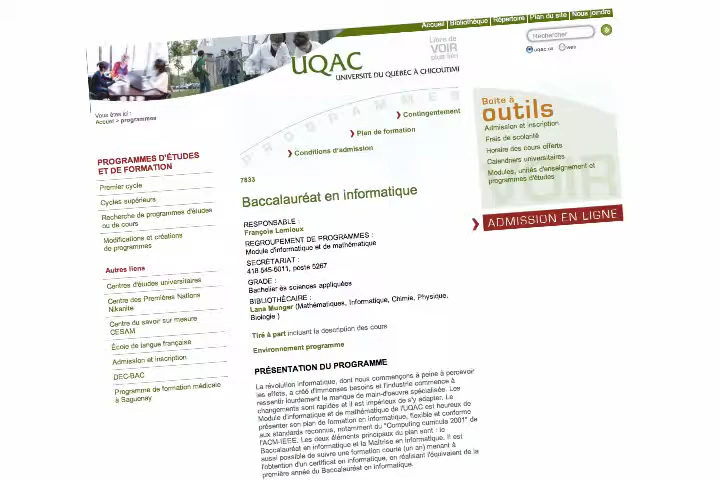 Accueil | Bibliothèque | Répertoire | Plan du site | Nous joindre
Libre de
VOIR
plus loin
Rechercher
uqac.ca web
UQAC
UNIVERSITÉ DU QUÉBEC À CHICOUTIMI
Vous êtes ici :
Accueil > programmes
PROGRAMMES
Contingentement
Plan de formation
Conditions d'admission
PROGRAMMES D'ÉTUDES
ET DE FORMATION
Premier cycle
Cycles supérieurs
Recherche de programmes d'études
ou de cours
Modifications et créations
de programmes
Autres liens
Centres d'études universitaires
Centre des Premières Nations
Nikanite
Centre du savoir sur mesure
CESAM
École de langue française
Admission et inscription
DEC-BAC
Programme de formation médicale
à Saguenay
7833
Baccalauréat en informatique
RESPONSABLE :
François Lemieux
REGROUPEMENT DE PROGRAMMES :
Module d'informatique et de mathématique
SECRÉTARIAT :
418 545-5011, poste 5267
GRADE :
Bachelier ès sciences appliquées
BIBLIOTHÉCAIRE :
Lana Munger (Mathématiques, Informatique, Chimie, Physique,
Biologie )
Tiré à part incluant la description des cours
Environnement programme
PRÉSENTATION DU PROGRAMME
La révolution informatique, dont nous commençons à peine à percevoir
les effets, a créé d'immenses besoins et l'industrie commence à
ressentir lourdement le manque de main-d'oeuvre spécialisée. Les
changements sont rapides et il est impérieux de s'y adapter. Le
Module d'informatique et de mathématique de l'UQAC est heureux de
présenter son plan de formation en informatique, flexible et conforme
aux standards reconnus, notamment du "Computing curricula 2001" de
l'ACM-IEEE. Les deux éléments principaux du plan sont : le
Baccalauréat en informatique et la Maîtrise en informatique. Il est
aussi possible de suivre une formation courte (un an) menant à
l'obtention d'un certificat en informatique, en réalisant l'équivalent de la
première année du Baccalauréat en informatique.
Boîte à
outils
Admission et inscription
Frais de scolarité
Horaire des cours offerts
Calendriers universitaires
Modules, unités d'enseignement et
programmes d'études
VOIR
ADMISSION EN LIGNE